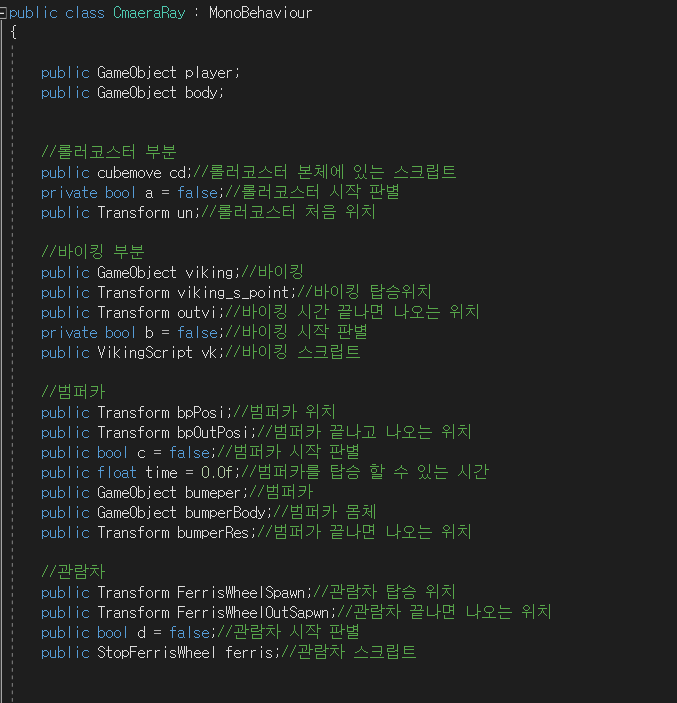 public class CmaeraRay : MonoBehaviour
{
public GameObject player;
public GameObject body;
//롤러코스터 부분
public cubemove cd;//롤러코스터 본체에 있는 스크립트
private bool a = false;//롤러코스터 시작 판별
public Transform un;//롤러코스터 처음 위치
//바이킹 부분
public GameObject viking;//바이킹
public Transform viking_s_point;//바이킹 탑승위치
public Transform outvi;//바이킹 시간 끝나면 나오는 위치
private bool b = false;//바이킹 시작 판별
public VikingScript vk;//바이킹 스크립트
//범퍼카
public Transform bpPosi;//범퍼카 위치
public Transform bpOutPosi;//범퍼카 끝나고 나오는 위치
public bool c = false;//범퍼카 시작 판별
public float time = 0.0f;//범퍼카를 탑승 할 수 있는 시간
public GameObject bumeper;//범퍼카
public GameObject bumperBody;//범퍼카 몸체
public Transform bumperRes;//범퍼가 끝나면 나오는 위치
//관람차
public Transform FerrisWheelSpawn;//관람차 탑승 위치
public Transform FerrisWheelOutSapwn;//관람차 끝나면 나오는 위치
public bool d = false;//관람차 시작 판별
public StopFerrisWheel ferris;//관람차 스크립트